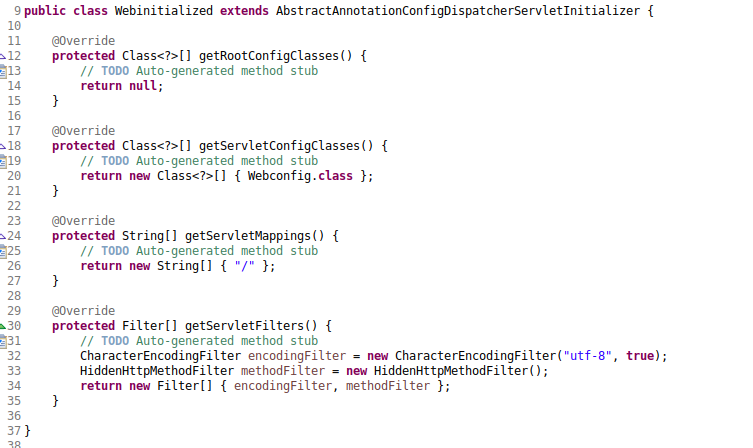 9 public class Webinitialized extends AbstractAnnotationConfigDispatcherServletInitializer {
10
11     @Override
12     protected Class<?>[] getRootConfigClasses() {
13         // TODO Auto-generated method stub
14         return null;
15     }
16
17     @Override
18     protected Class<?>[] getServletConfigClasses() {
19         // TODO Auto-generated method stub
20         return new Class<?>[] { Webconfig.class };
21     }
22
23     @Override
24     protected String[] getServletMappings() {
25         // TODO Auto-generated method stub
26         return new String[] { "/" };
27     }
28
29     @Override
30     protected Filter[] getServletFilters() {
31         // TODO Auto-generated method stub
32         CharacterEncodingFilter encodingFilter = new CharacterEncodingFilter("utf-8", true);
33         HiddenHttpMethodFilter methodFilter = new HiddenHttpMethodFilter();
34         return new Filter[] { encodingFilter, methodFilter };
35     }
36
37 }
38